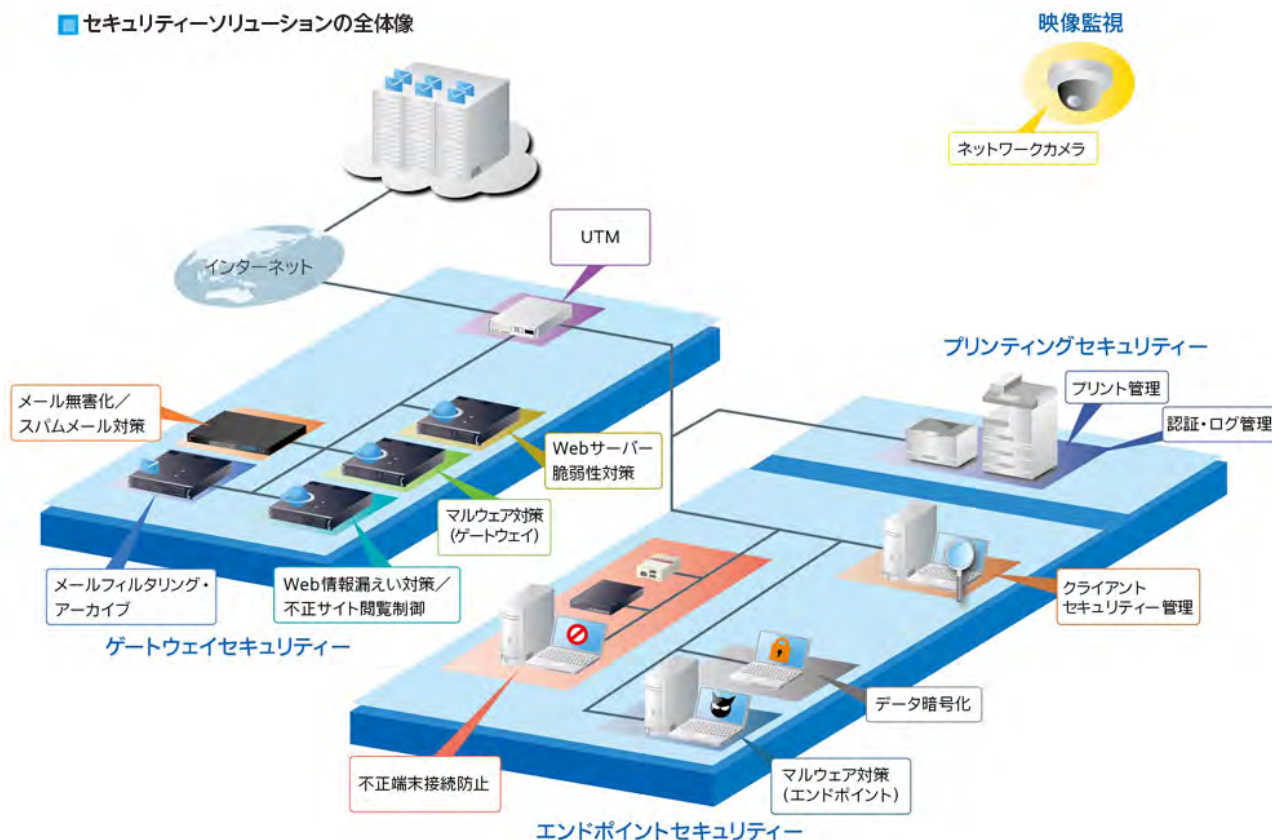 セキュリティーソリューションの全体像
映像監視
ネットワークカメラ
UTM
インターネット
プリンティングセキュリティー
プリント管理
認証・ログ管理
メール無害化／
スパムメール対策
Webサーバー
脆弱性対策
マルウェア対策
(ゲートウェイ)
メールフィルタリング・
アーカイブ
Web情報漏えい対策／
不正サイト閲覧制御
ゲートウェイセキュリティー
クライアント
セキュリティー管理
データ暗号化
不正端末接続防止
マルウェア対策
(エンドポイント)
エンドポイントセキュリティー